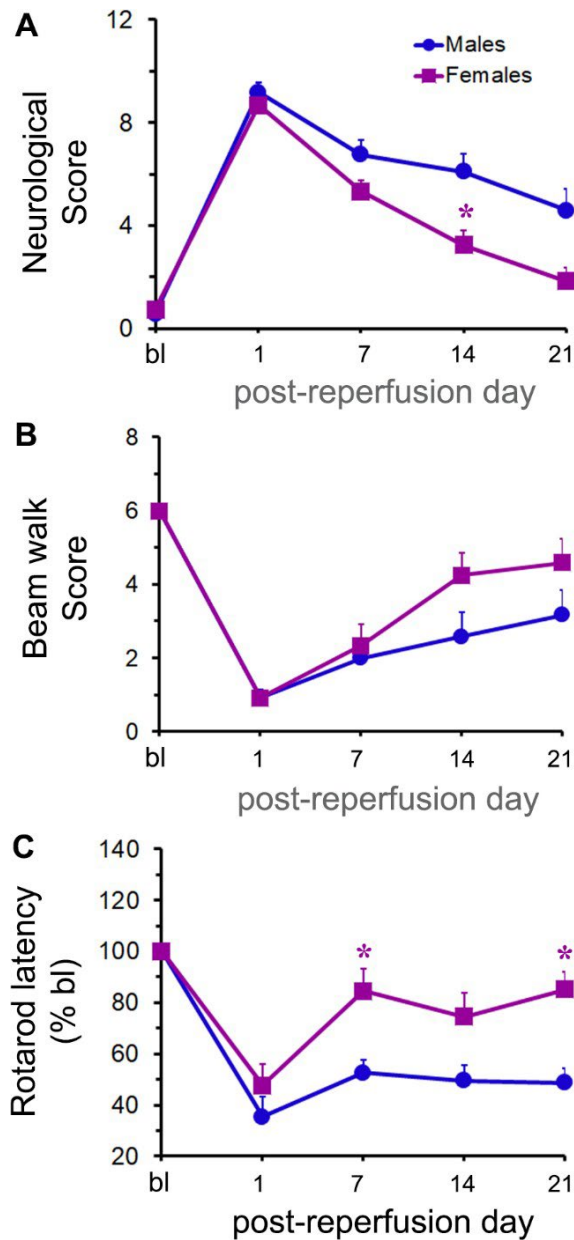 A
Neurological
Score
12
8
4
0
Males
Females
*
bl 1 7 14 21
post-reperfusion day
B
Beam walk
Score
8
6
4
2
0
bl 1 7 14 21
post-reperfusion day
C
Rotarod latency
(% bl)
140
120
100
80
60
40
20
* *
bl 1 7 14 21
post-reperfusion day